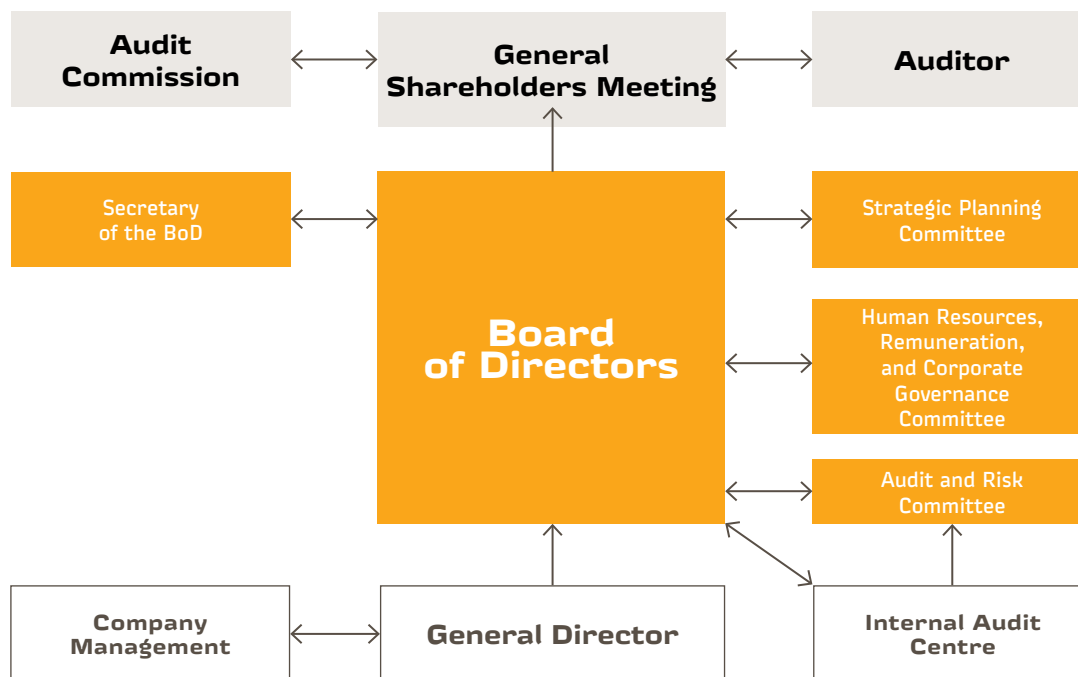 Audit
Commission
General
Shareholders Meeting
Auditor
Secretary
of the BoD
Board
of Directors
Strategic Planning
Committee
Human Resources,
Remuneration,
and Corporate
Governance
Committee
Audit and Risk
Committee
Company
Management
General Director
Internal Audit
Centre